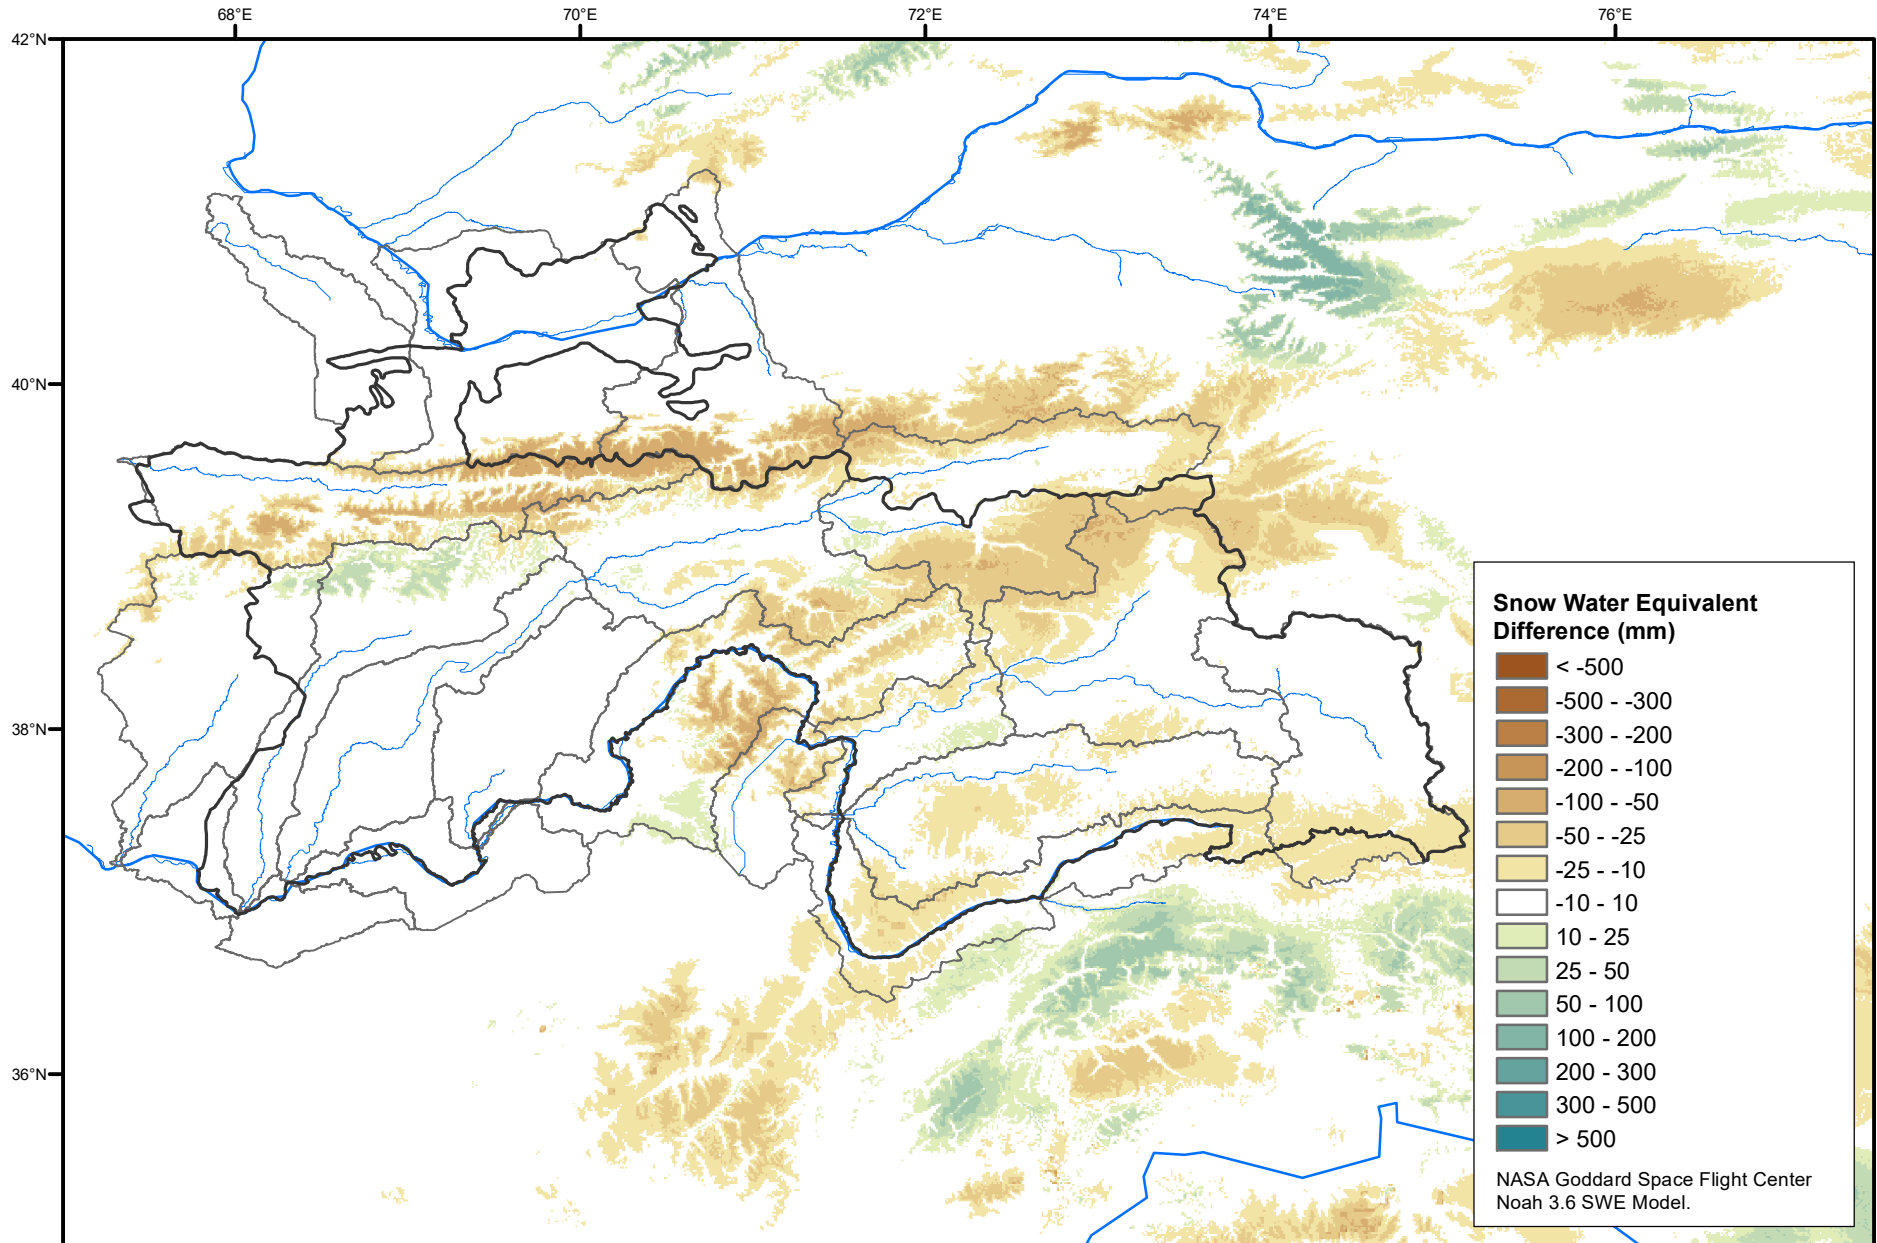 68°E
70°E
72°E
74°E
76°E
42°N
40°N
38°N
36°N
Snow Water Equivalent
Difference (mm)
< -500
-500 - -300
-300 - -200
-200 - -100
-100 - -50
-50 - -25
-25 - -10
-10 - 10
10 - 25
25 - 50
50 - 100
100 - 200
200 - 300
300 - 500
> 500
NASA Goddard Space Flight Center
Noah 3.6 SWE Model.